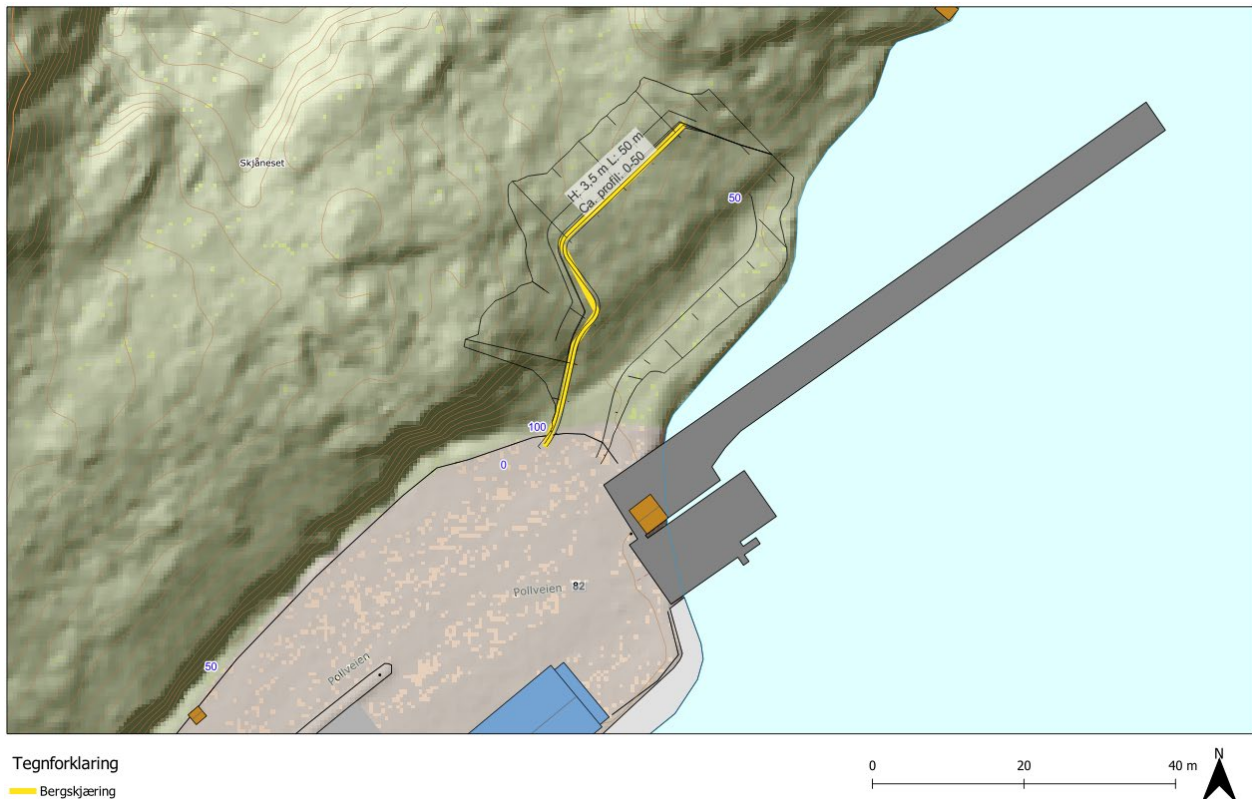 Skjåneset
H: 3,5 m L: 50 m
Ca. profil: 0-50
50
100
0
Pollveien 82
Pollveien
50
Tegnforklaring
Bergskjæring
0 20 40 m
N